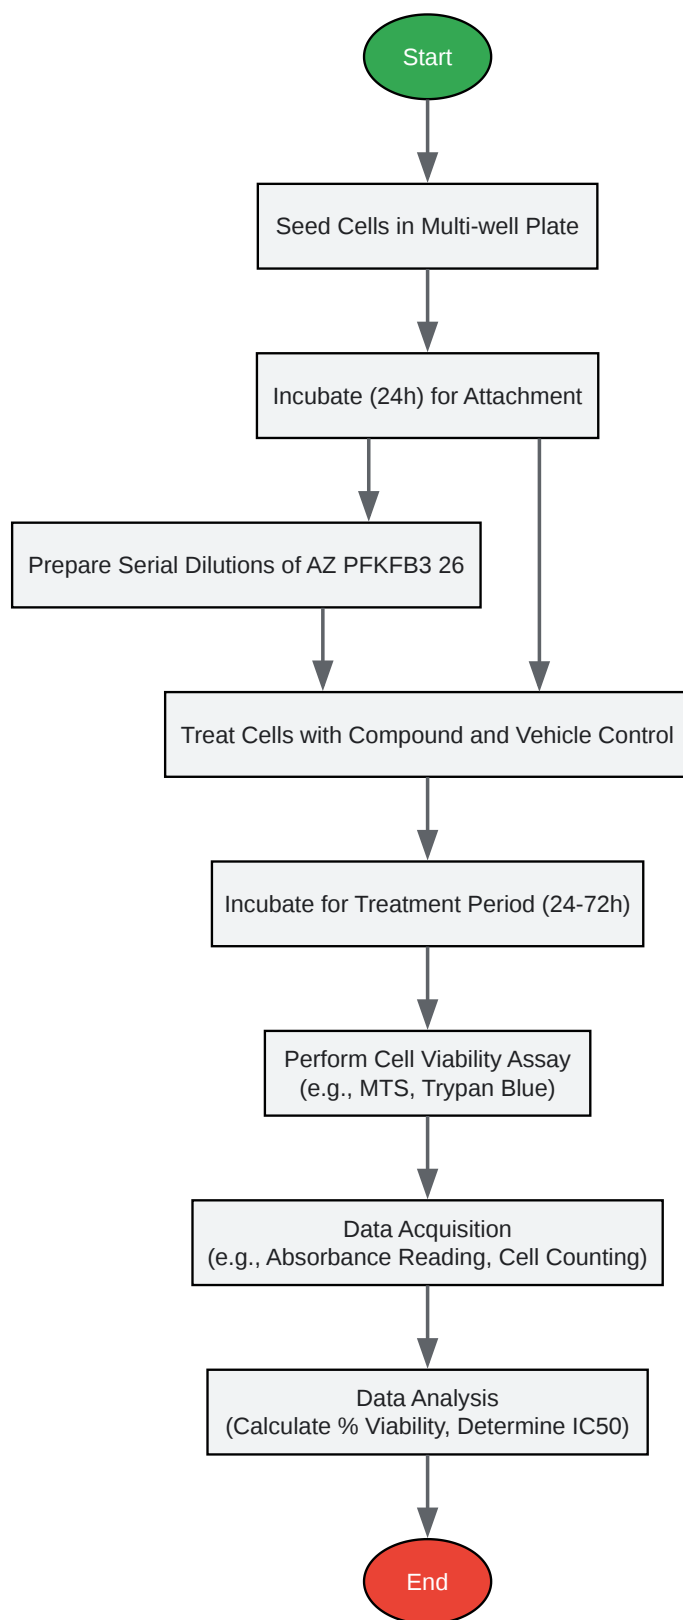 Start
Seed Cells in Multi-well Plate
Incubate (24h) for Attachment
Prepare Serial Dilutions of AZ PFKFB3 26
Treat Cells with Compound and Vehicle Control
Incubate for Treatment Period (24-72h)
Perform Cell Viability Assay
(e.g., MTS, Trypan Blue)
Data Acquisition
(e.g., Absorbance Reading, Cell Counting)
Data Analysis
(Calculate % Viability, Determine IC50)
End